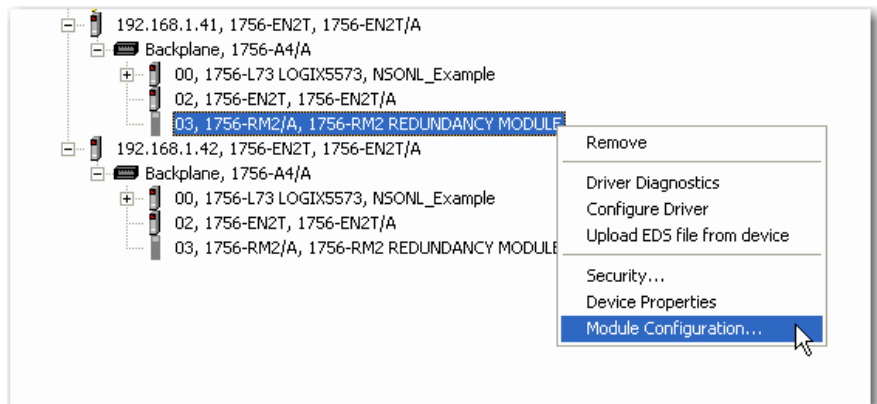 192.168.1.41, 1756-EN2T, 1756-EN2T/A
Backplane, 1756-A4/A
00, 1756-L73 LOGIX5573, NSONL_Example
02, 1756-EN2T, 1756-EN2T/A
03, 1756-RM2/A, 1756-RM2 REDUNDANCY MODULE
192.168.1.42, 1756-EN2T, 1756-EN2T/A
Backplane, 1756-A4/A
00, 1756-L73 LOGIX5573, NSONL_Example
02, 1756-EN2T, 1756-EN2T/A
03, 1756-RM2/A, 1756-RM2 REDUNDANCY MODULE
Remove
Driver Diagnostics
Configure Driver
Upload EDS file from device
Security...
Device Properties
Module Configuration...